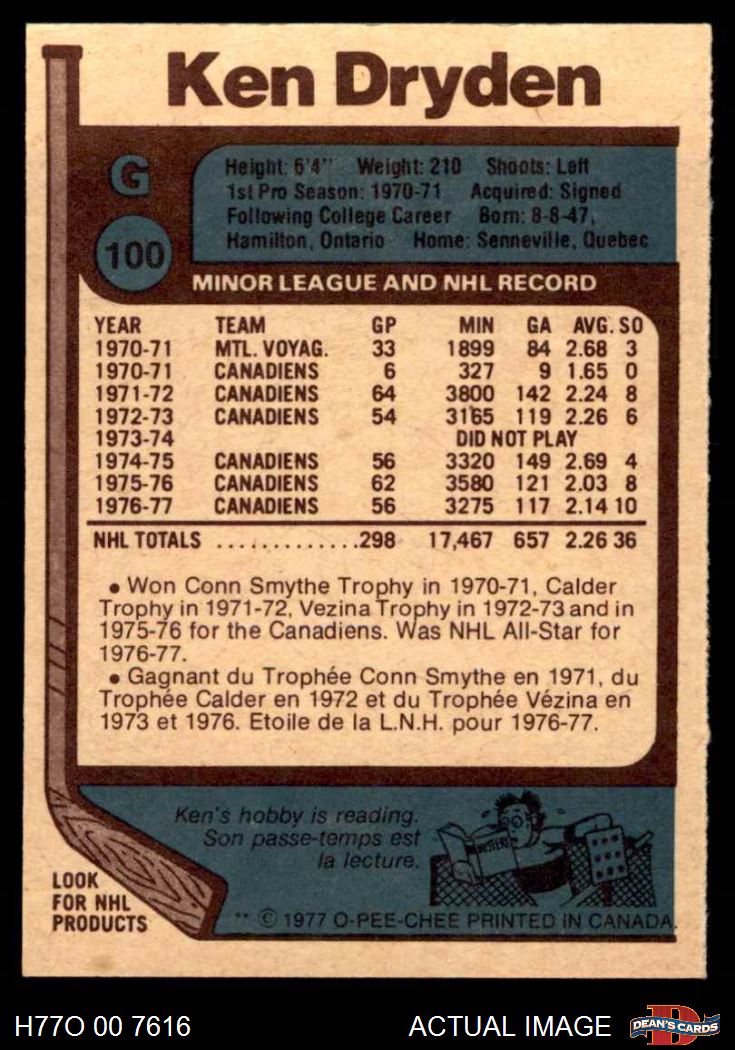 Ken Dryden
G
100
Height: 6'4" Weight: 210 Shoots: Left
1st Pro Season: 1970-71 Acquired: Signed
Following College Career Born: 8-8-47,
Hamilton, Ontario Home: Senneville, Quebec
MINOR LEAGUE AND NHL RECORD
YEAR TEAM GP MIN GA AVG. SO
1970-71 MTL. VOYAG. 33 1899 84 2.68 3
1970-71 CANADIENS 6 327 9 1.65 0
1971-72 CANADIENS 64 3800 142 2.24 8
1972-73 CANADIENS 54 3165 119 2.26 6
1973-74 DID NOT PLAY
1974-75 CANADIENS 56 3320 149 2.69 4
1975-76 CANADIENS 62 3580 121 2.03 8
1976-77 CANADIENS 56 3275 117 2.14 10
NHL TOTALS .............298 17,467 657 2.26 36
• Won Conn Smythe Trophy in 1970-71, Calder
Trophy in 1971-72, Vezina Trophy in 1972-73 and in
1975-76 for the Canadiens. Was NHL All-Star for
1976-77.
• Gagnant du Trophée Conn Smythe en 1971, du
Trophée Calder en 1972 et du Trophée Vézina en
1973 et 1976. Etoile de la L.N.H. pour 1976-77.
Ken's hobby is reading.
Son passe-temps est
la lecture.
LOOK
FOR NHL
PRODUCTS
** © 1977 O-PEE-CHEE PRINTED IN CANADA.
H77O 00 7616
ACTUAL IMAGE
D
DEAN'S CARDS